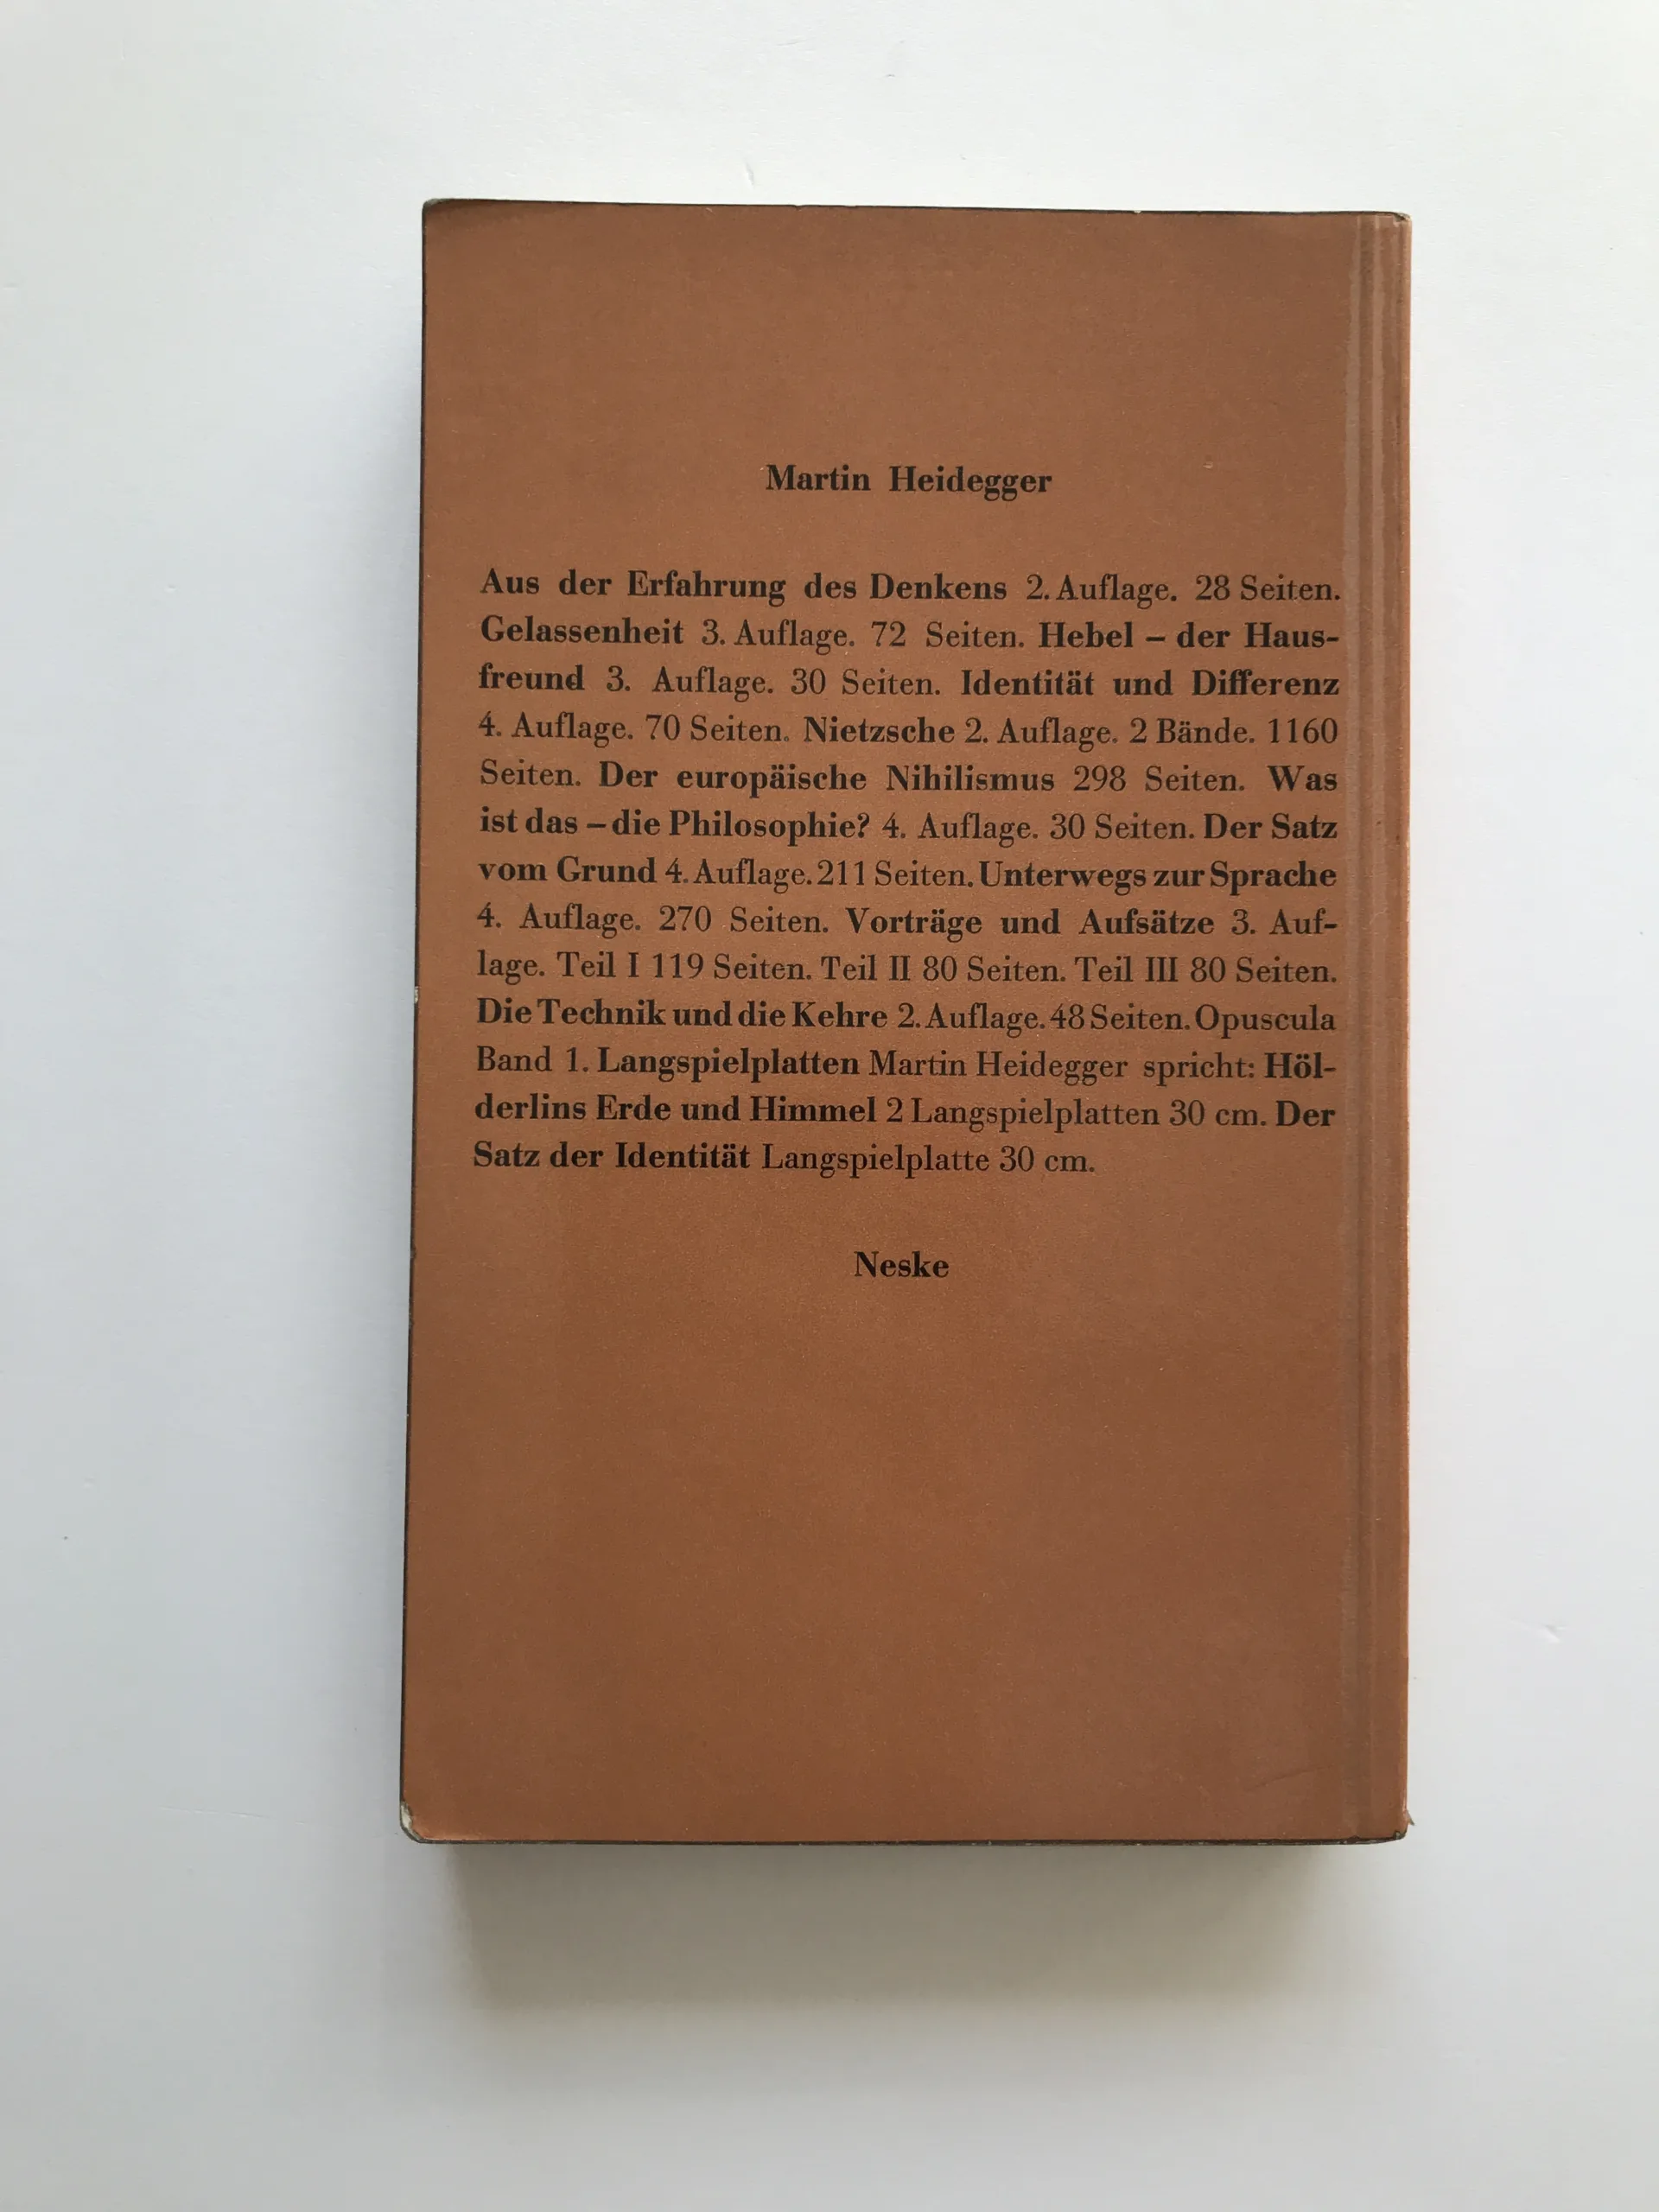 Martin Heidegger
Aus der Erfahrung des Denkens 2. Auflage. 28 Seiten.
Gelassenheit 3. Auflage. 72 Seiten. Hebel – der Haus-
freund 3. Auflage. 30 Seiten. Identität und Differenz
4. Auflage. 70 Seiten. Nietzsche 2. Auflage. 2 Bände. 1160
Seiten. Der europäische Nihilismus 298 Seiten. Was
ist das – die Philosophie? 4. Auflage. 30 Seiten. Der Satz
vom Grund 4. Auflage. 211 Seiten. Unterwegs zur Sprache
4. Auflage. 270 Seiten. Vorträge und Aufsätze 3. Auf-
lage. Teil I 119 Seiten. Teil II 80 Seiten. Teil III 80 Seiten.
Die Technik und die Kehre 2. Auflage. 48 Seiten. Opuscula
Band 1. Langspielplatten Martin Heidegger spricht: Höl-
derlins Erde und Himmel 2 Langspielplatten 30 cm. Der
Satz der Identität Langspielplatte 30 cm.
Neske